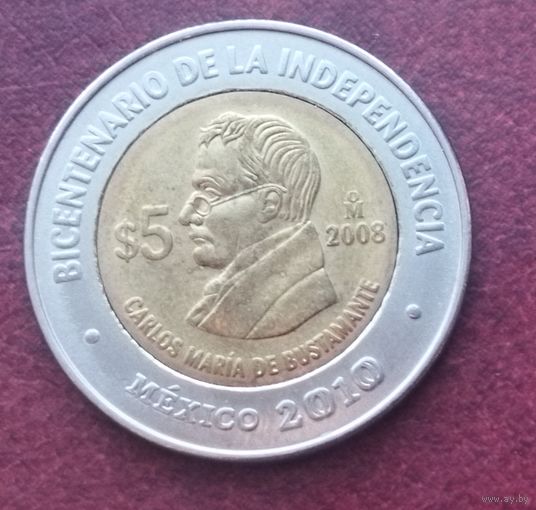 BICENTENARIO DE LA INDEPENDENCIA
$5
Mo
2008
CARLOS MARÍA DE BUSTAMANTE
• MÉXICO 2010 •
www.ay.by